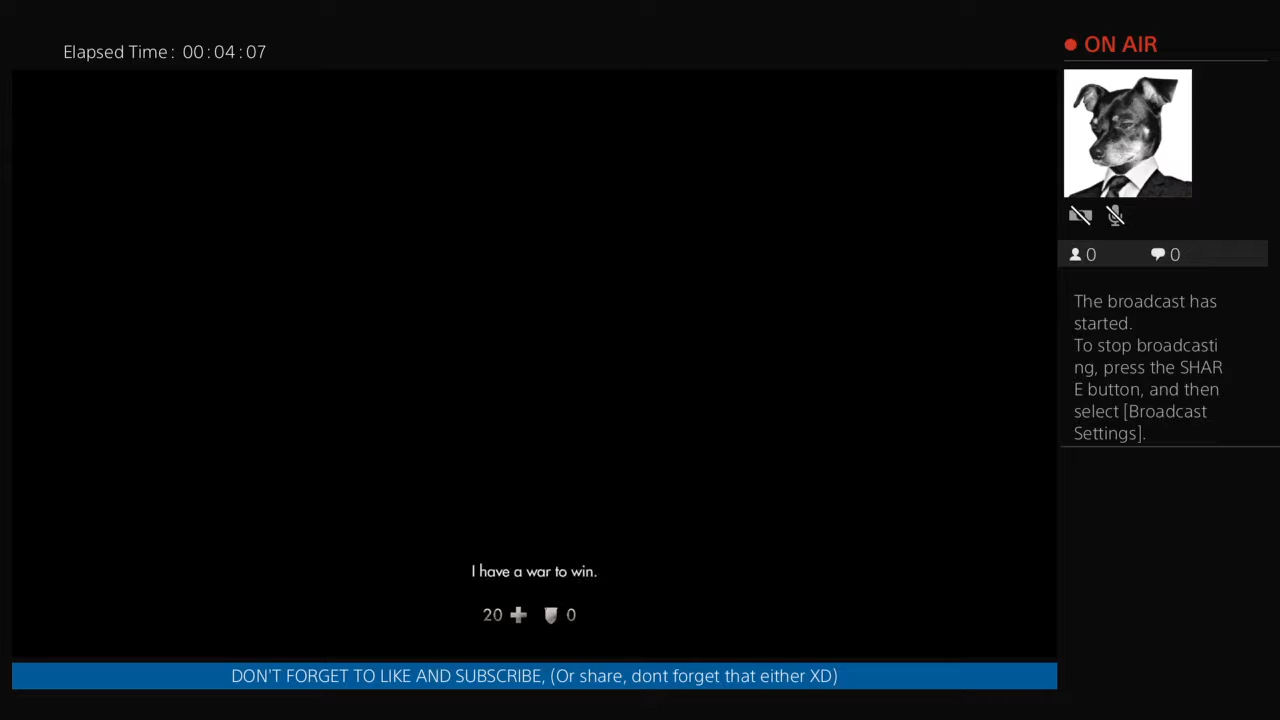 Elapsed Time: 00:04:07
ON AIR
0 0
The broadcast has
started.
To stop broadcasti
ng, press the SHAR
E button, and then
select [Broadcast
Settings].
I have a war to win.
20 0
DON'T FORGET TO LIKE AND SUBSCRIBE, (Or share, dont forget that either XD)